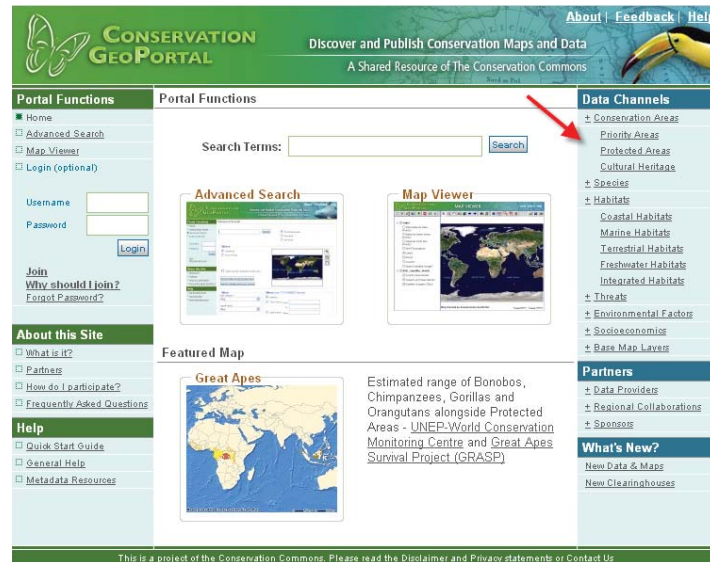 About | Feedback | Help
CONSERVATION
GEOPORTAL
Discover and Publish Conservation Maps and Data
A Shared Resource of The Conservation Commons
Portal Functions
Home
Advanced Search
Map Viewer
Login (optional)
Username
Password
Login
Join
Why should I join?
Forgot Password?
About this Site
What is it?
Partners
How do I participate?
Frequently Asked Questions
Help
Quick Start Guide
General Help
Metadata Resources
Portal Functions
Search Terms:
Search
Advanced Search
Map Viewer
MAP VIEWER
Featured Map
Great Apes
Estimated range of Bonobos,
Chimpanzees, Gorillas and
Orangutans alongside Protected
Areas - UNEP-World Conservation
Monitoring Centre and Great Apes
Survival Project (GRASP)
Data Channels
+ Conservation Areas
Priority Areas
Protected Areas
Cultural Heritage
+ Species
+ Habitats
Coastal Habitats
Marine Habitats
Terrestrial Habitats
Freshwater Habitats
Integrated Habitats
+ Threats
+ Environmental Factors
+ Socioeconomics
+ Base Map Layers
Partners
+ Data Providers
+ Regional Collaborations
+ Sponsors
What's New?
New Data & Maps
New Clearinghouses
This is a project of the Conservation Commons. Please read the Disclaimer and Privacy statements or Contact Us